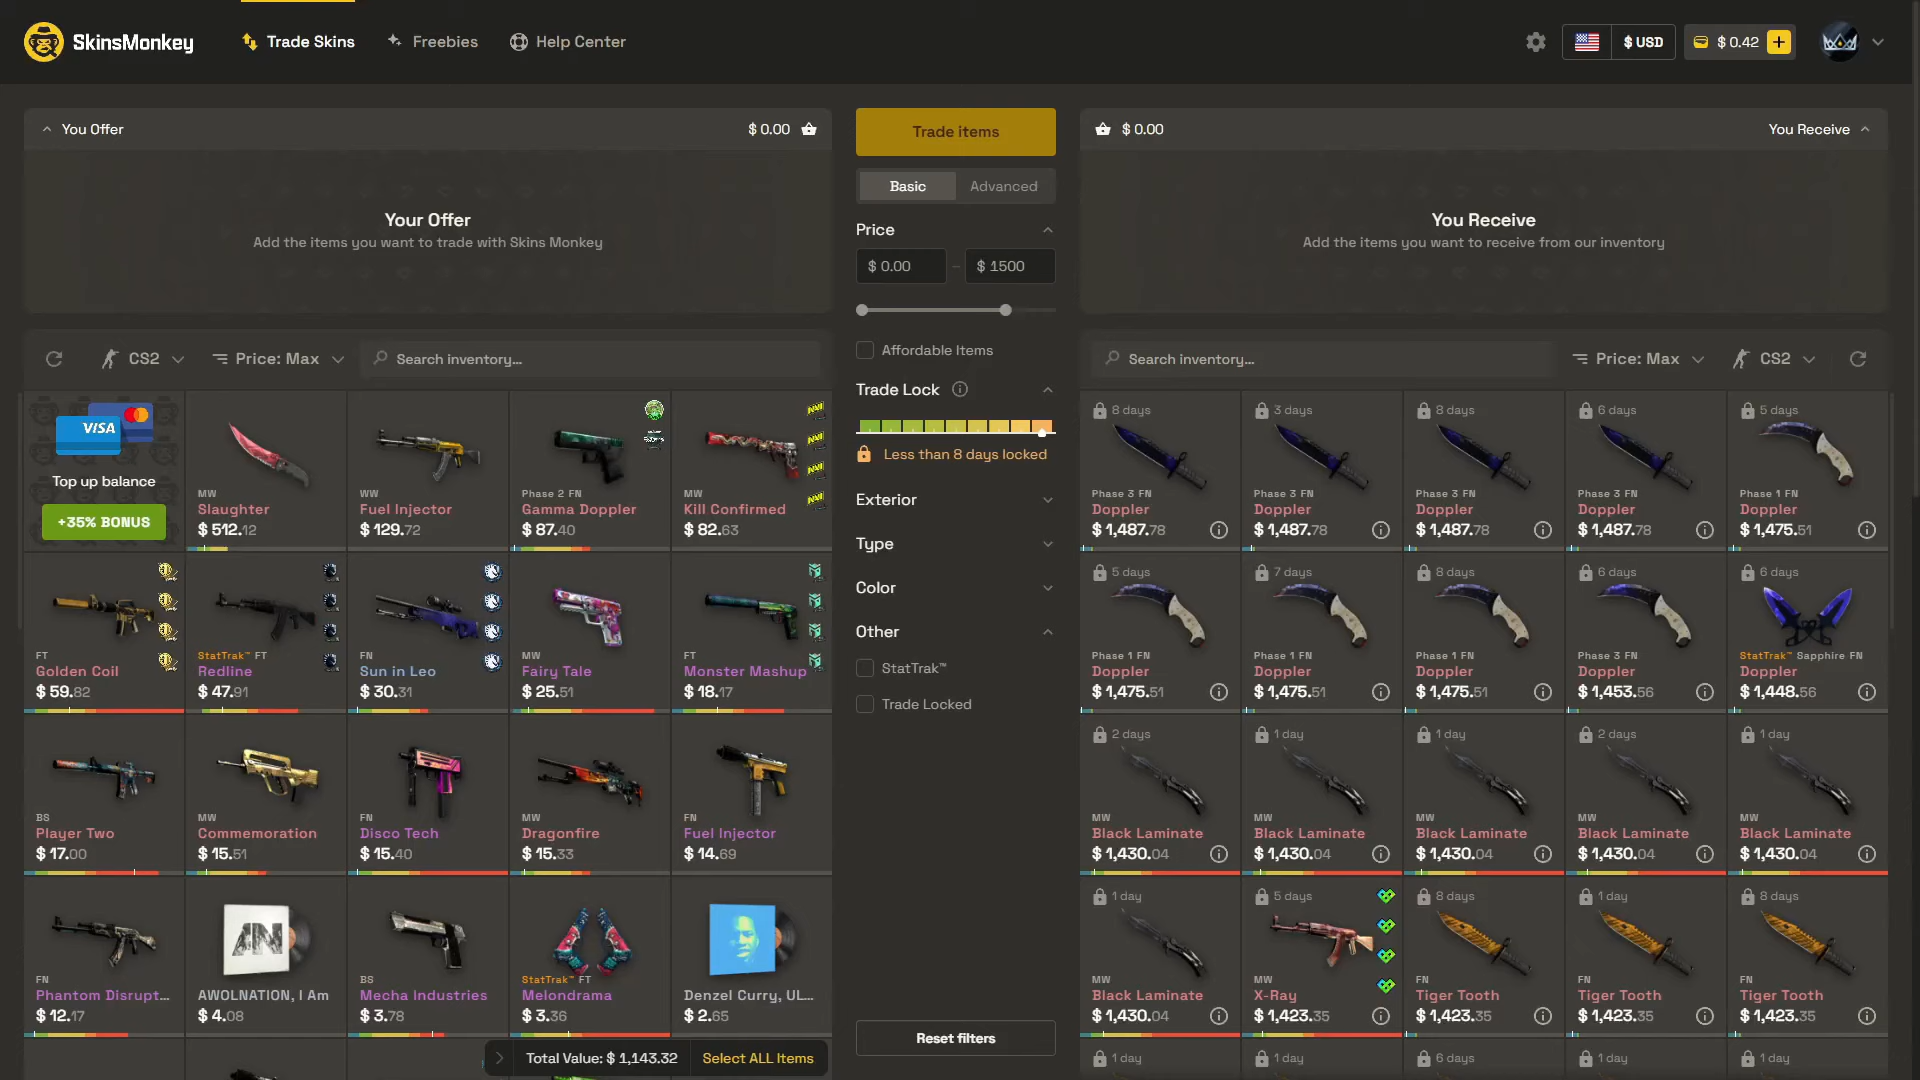 SkinsMonkey
Trade Skins
Freebies
Help Center
$ USD
$ 0.42
You Offer
$ 0.00
Your Offer
Add the items you want to trade with Skins Monkey
Trade items
Basic
Advanced
Price
$ 0.00
$ 1500
Affordable Items
Trade Lock
Less than 8 days locked
Exterior
Type
Color
Other
StatTrak™
Trade Locked
Reset filters
$ 0.00
You Receive
You Receive
Add the items you want to receive from our inventory
CS2
Price: Max
Search inventory...
VISA
Top up balance
+35% BONUS
MW
Slaughter
$ 512.12
WW
Fuel Injector
$ 129.72
Phase 2 FN
Gamma Doppler
$ 87.40
MW
Kill Confirmed
$ 82.63
FT
Golden Coil
$ 59.82
StatTrak™ FT
Redline
$ 47.91
FN
Sun in Leo
$ 30.31
MW
Fairy Tale
$ 25.51
FT
Monster Mashup
$ 18.17
BS
Player Two
$ 17.00
MW
Commemoration
$ 15.51
FN
Disco Tech
$ 15.40
MW
Dragonfire
$ 15.33
FN
Fuel Injector
$ 14.69
FN
Phantom Disrupt...
$ 12.17
AWOLNATION, I Am
$ 4.08
BS
Mecha Industries
$ 3.78
StatTrak™ FT
Melondrama
$ 3.36
Denzel Curry, UL...
$ 2.65
Total Value: $ 1,143.32
Select ALL Items
Search inventory...
Price: Max
CS2
8 days
Phase 3 FN
Doppler
$ 1,487.78
3 days
Phase 3 FN
Doppler
$ 1,487.78
8 days
Phase 3 FN
Doppler
$ 1,487.78
6 days
Phase 3 FN
Doppler
$ 1,487.78
5 days
Phase 1 FN
Doppler
$ 1,475.51
5 days
Phase 1 FN
Doppler
$ 1,475.51
7 days
Phase 1 FN
Doppler
$ 1,475.51
8 days
Phase 1 FN
Doppler
$ 1,475.51
6 days
Phase 3 FN
Doppler
$ 1,453.56
6 days
StatTrak™ Sapphire FN
Doppler
$ 1,448.56
2 days
MW
Black Laminate
$ 1,430.04
1 day
MW
Black Laminate
$ 1,430.04
1 day
MW
Black Laminate
$ 1,430.04
2 days
MW
Black Laminate
$ 1,430.04
1 day
MW
Black Laminate
$ 1,430.04
1 day
MW
Black Laminate
$ 1,430.04
5 days
MW
X-Ray
$ 1,423.35
8 days
FN
Tiger Tooth
$ 1,423.35
1 day
FN
Tiger Tooth
$ 1,423.35
8 days
FN
Tiger Tooth
$ 1,423.35
1 day
1 day
6 days
1 day
1 day